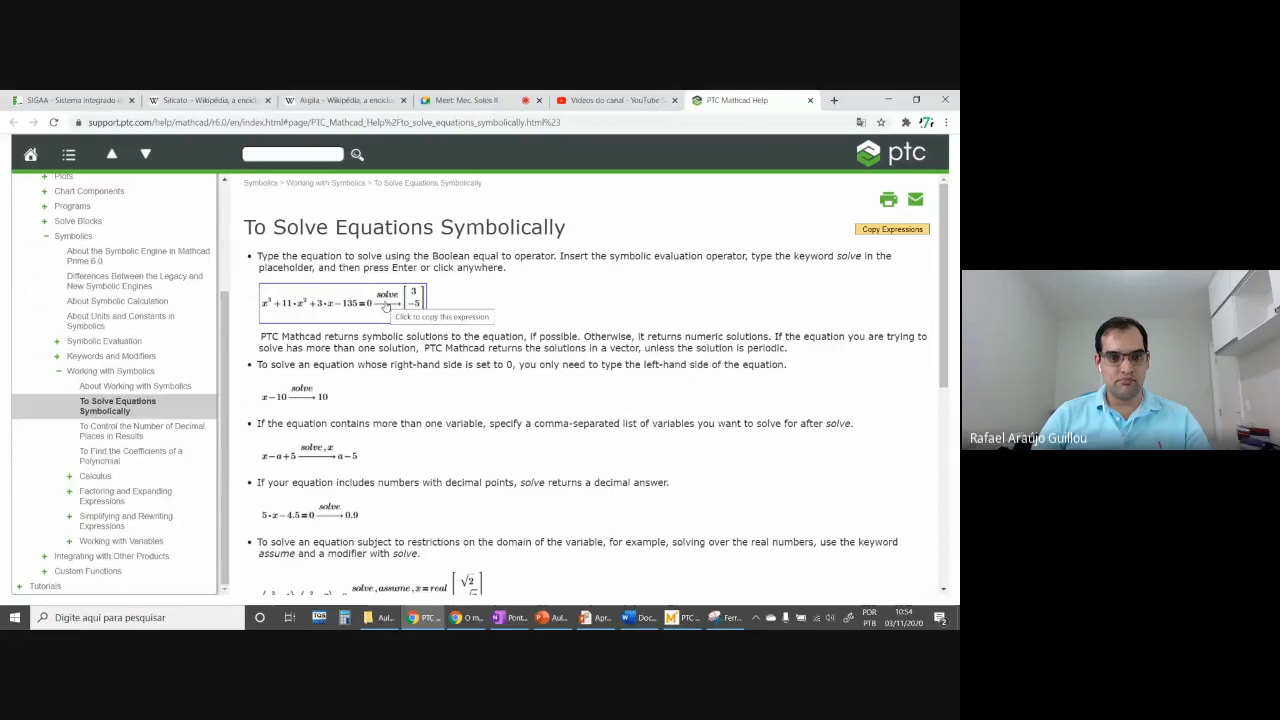 SIGAA - Sistema Integrado d
Silicato – Wikipédia, a encicl
Argila – Wikipédia, a enciclo
Meet: Mec. Solos II
Vídeos do canal - YouTube S
PTC Mathcad Help
support.ptc.com/help/mathcad/r6.0/en/index.html#page/PTC_Mathcad_Help%2Fto_solve_equations_symbolically.html%23
ptc
Plots
Chart Components
Programs
Solve Blocks
Symbolics
About the Symbolic Engine in Mathcad
Prime 6.0
Differences Between the Legacy and
New Symbolic Engines
About Symbolic Calculation
About Units and Constants in
Symbolics
Symbolic Evaluation
Keywords and Modifiers
Working with Symbolics
About Working with Symbolics
To Solve Equations
Symbolically
To Control the Number of Decimal
Places in Results
To Find the Coefficients of a
Polynomial
Calculus
Factoring and Expanding
Expressions
Simplifying and Rewriting
Expressions
Working with Variables
Integrating with Other Products
Custom Functions
Tutorials
Symbolics > Working with Symbolics > To Solve Equations Symbolically
To Solve Equations Symbolically
Copy Expressions
• Type the equation to solve using the Boolean equal to operator. Insert the symbolic evaluation operator, type the keyword solve in the
placeholder, and then press Enter or click anywhere.
x³ + 11·x² + 3·x − 135 = 0 solve → [3 −5
Click to copy this expression
PTC Mathcad returns symbolic solutions to the equation, if possible. Otherwise, it returns numeric solutions. If the equation you are trying to
solve has more than one solution, PTC Mathcad returns the solutions in a vector, unless the solution is periodic.
• To solve an equation whose right-hand side is set to 0, you only need to type the left-hand side of the equation.
x − 10 solve → 10
• If the equation contains more than one variable, specify a comma-separated list of variables you want to solve for after solve.
x − a + 5 solve, x → a − 5
• If your equation includes numbers with decimal points, solve returns a decimal answer.
5·x − 4.5 = 0 solve → 0.9
• To solve an equation subject to restrictions on the domain of the variable, for example, solving over the real numbers, use the keyword
assume and a modifier with solve.
solve, assume, x = real [√2
Rafael Araújo Guillou
Digite aqui para pesquisar
Aul...
PTC ...
O m...
Pont...
Aul...
Apr...
Doc...
PTC ...
Ferr...
POR
PTB
10:54
03/11/2020
2